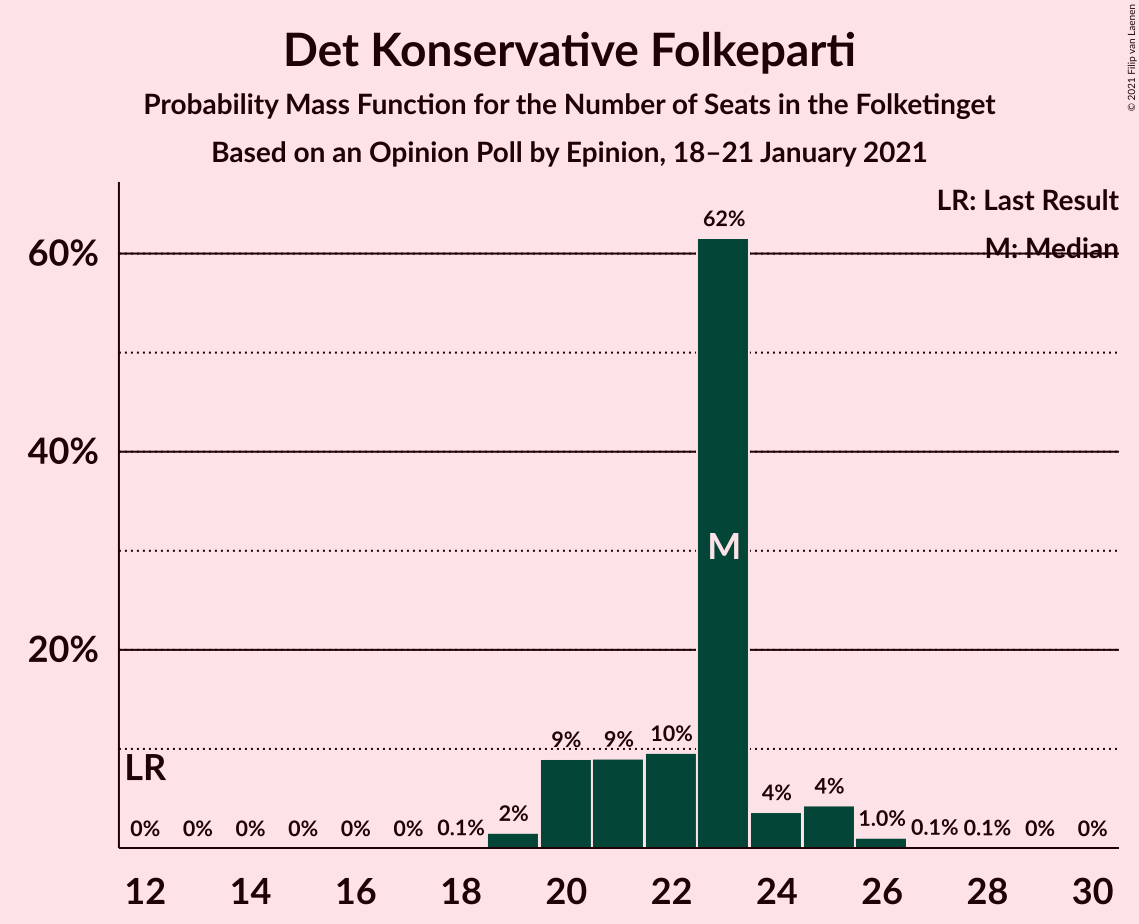 Det Konservative Folkeparti
Probability Mass Function for the Number of Seats in the Folketinget
Based on an Opinion Poll by Epinion, 18–21 January 2021
© 2021 Filip van Laenen
LR: Last Result
M: Median
60%
40%
20%
62%
M
LR
0% 0% 0% 0% 0% 0% 0.1% 2% 9% 9% 10% 4% 4% 1.0% 0.1% 0.1% 0% 0%
12 14 16 18 20 22 24 26 28 30